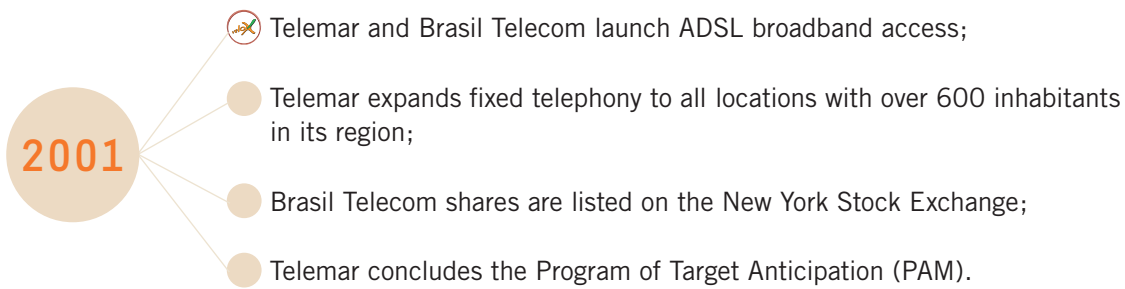 Telemar and Brasil Telecom launch ADSL broadband access;
Telemar expands fixed telephony to all locations with over 600 inhabitants
in its region;
2001
Brasil Telecom shares are listed on the New York Stock Exchange;
Telemar concludes the Program of Target Anticipation (PAM).